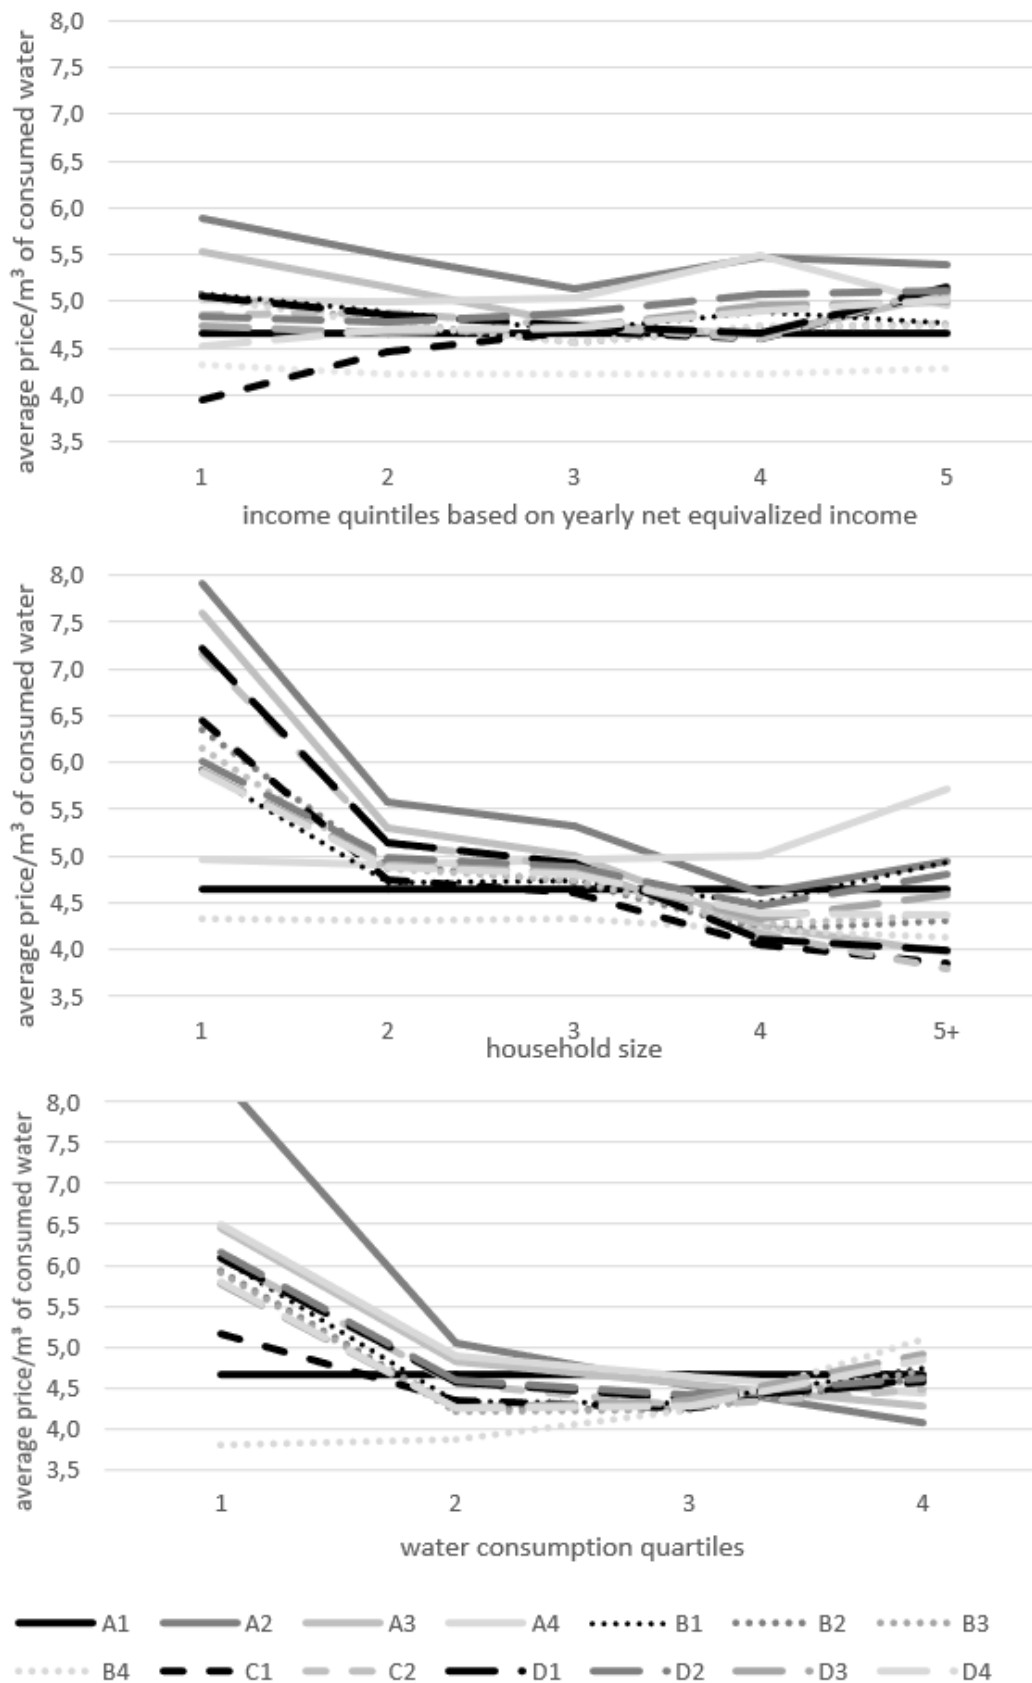 average price/m³ of consumed water
8,0
7,5
7,0
6,5
6,0
5,5
5,0
4,5
4,0
3,5
1 2 3 4 5
income quintiles based on yearly net equivalized income
average price/m³ of consumed water
8,0
7,5
7,0
6,5
6,0
5,5
5,0
4,5
4,0
3,5
1 2 3 4 5+
household size
average price/m³ of consumed water
8,0
7,5
7,0
6,5
6,0
5,5
5,0
4,5
4,0
3,5
1 2 3 4
water consumption quartiles
A1 A2 A3 A4 B1 B2 B3
B4 C1 C2 D1 D2 D3 D4